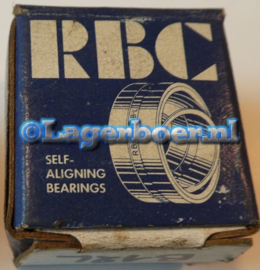 RBC
©Lagerboer.nl
SELF-
ALIGNING
BEARINGS